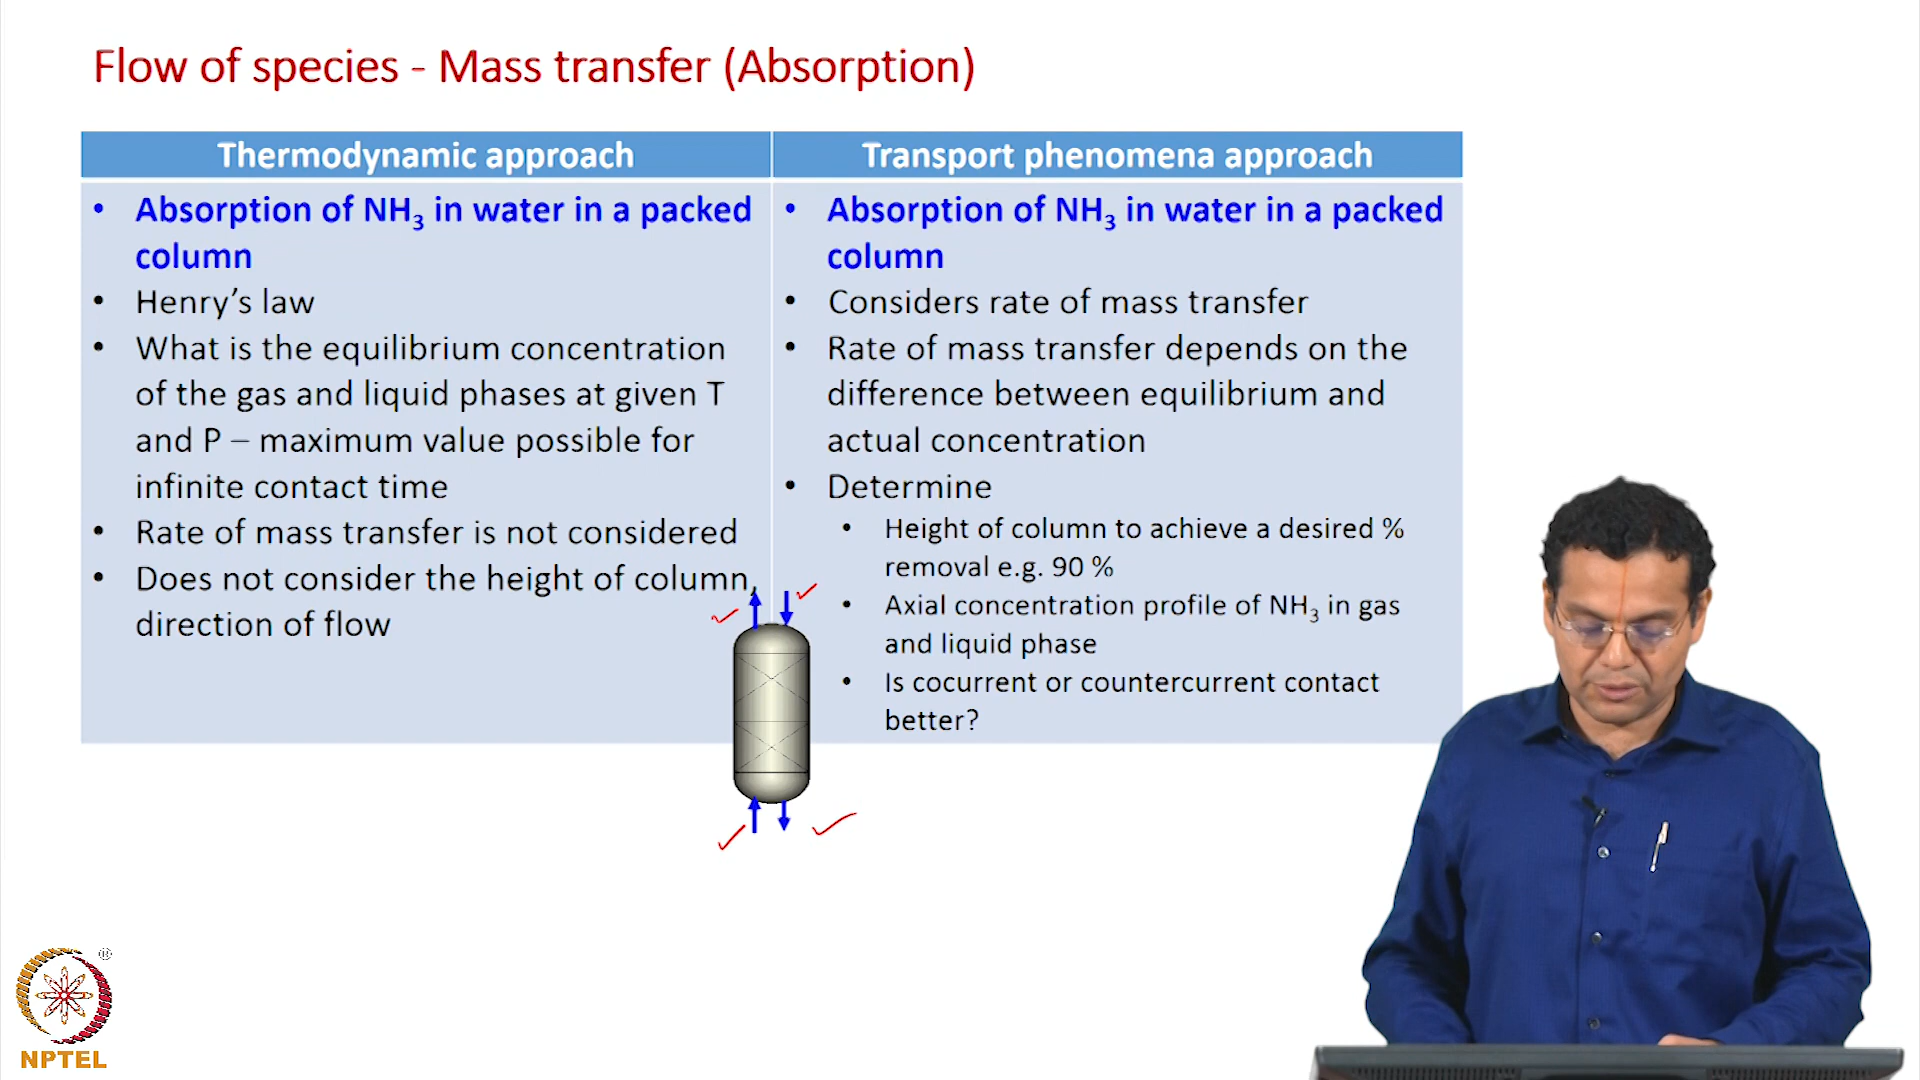 Flow of species - Mass transfer (Absorption)
Thermodynamic approach
• Absorption of NH₃ in water in a packed
column
• Henry’s law
• What is the equilibrium concentration
of the gas and liquid phases at given T
and P – maximum value possible for
infinite contact time
• Rate of mass transfer is not considered
• Does not consider the height of column,
direction of flow
Transport phenomena approach
• Absorption of NH₃ in water in a packed
column
• Considers rate of mass transfer
• Rate of mass transfer depends on the
difference between equilibrium and
actual concentration
• Determine
• Height of column to achieve a desired %
removal e.g. 90 %
• Axial concentration profile of NH₃ in gas
and liquid phase
• Is cocurrent or countercurrent contact
better?
®
NPTEL